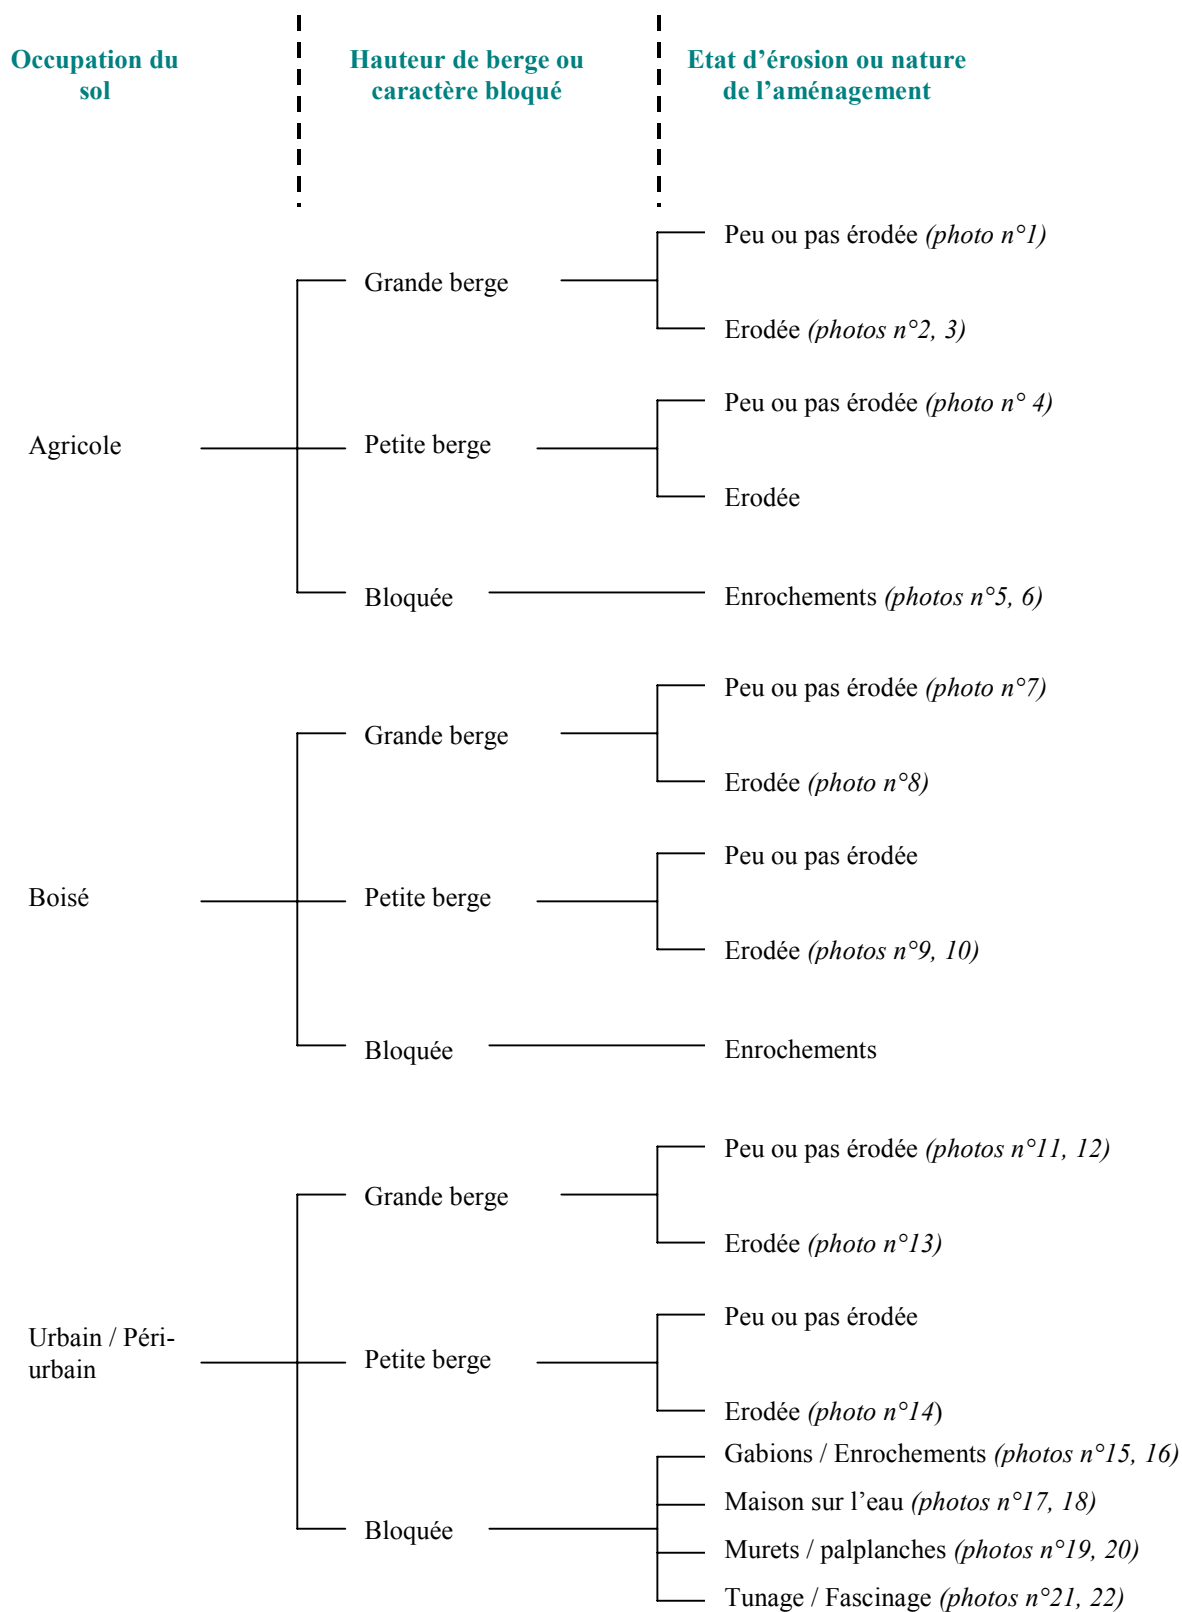 Occupation du
sol
Hauteur de berge ou
caractère bloqué
Etat d’érosion ou nature
de l’aménagement
Agricole
Grande berge
Peu ou pas érodée (photo n°1)
Erodée (photos n°2, 3)
Petite berge
Peu ou pas érodée (photo n° 4)
Erodée
Bloquée
Enrochements (photos n°5, 6)
Boisé
Grande berge
Peu ou pas érodée (photo n°7)
Erodée (photo n°8)
Petite berge
Peu ou pas érodée
Erodée (photos n°9, 10)
Bloquée
Enrochements
Urbain / Péri-
urbain
Grande berge
Peu ou pas érodée (photos n°11, 12)
Erodée (photo n°13)
Petite berge
Peu ou pas érodée
Erodée (photo n°14)
Bloquée
Gabions / Enrochements (photos n°15, 16)
Maison sur l’eau (photos n°17, 18)
Murets / palplanches (photos n°19, 20)
Tunage / Fascinage (photos n°21, 22)